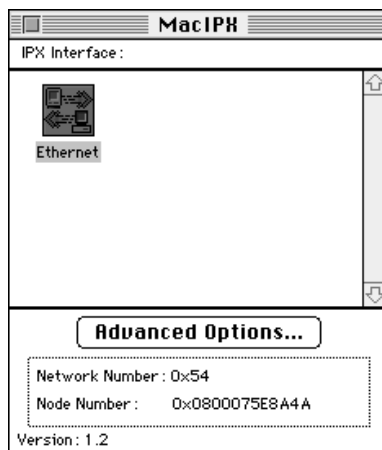 MacIPX
IPX Interface:
Ethernet
Advanced Options...
Network Number: 0x54
Node Number: 0x0800075E8A4A
Version: 1.2